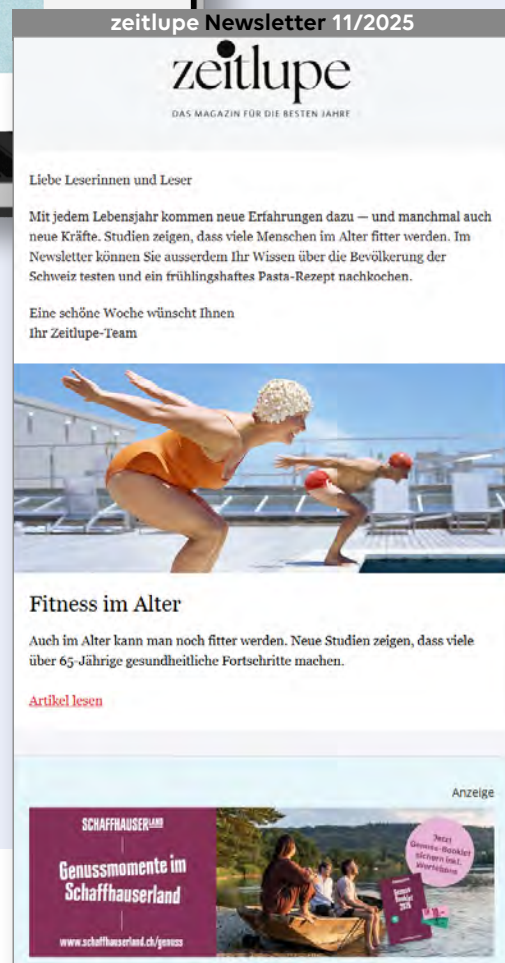 zeitlupe Newsletter 11/2025
zeitlupe
DAS MAGAZIN FÜR DIE BESTEN JAHRE
Liebe Leserinnen und Leser
Mit jedem Lebensjahr kommen neue Erfahrungen dazu — und manchmal auch
neue Kräfte. Studien zeigen, dass viele Menschen im Alter fitter werden. Im
Newsletter können Sie ausserdem Ihr Wissen über die Bevölkerung der
Schweiz testen und ein frühlingshaftes Pasta-Rezept nachkochen.
Eine schöne Woche wünscht Ihnen
Ihr Zeitlupe-Team
Fitness im Alter
Auch im Alter kann man noch fitter werden. Neue Studien zeigen, dass viele
über 65-Jährige gesundheitliche Fortschritte machen.
Artikel lesen
Anzeige
SCHAFFHAUSERLAND
Genussmomente im
Schaffhauserland
www.schaffhauserland.ch/genuss
Jetzt
Genuss-Booklet
sichern inkl.
Wertebons
Genuss
Booklet